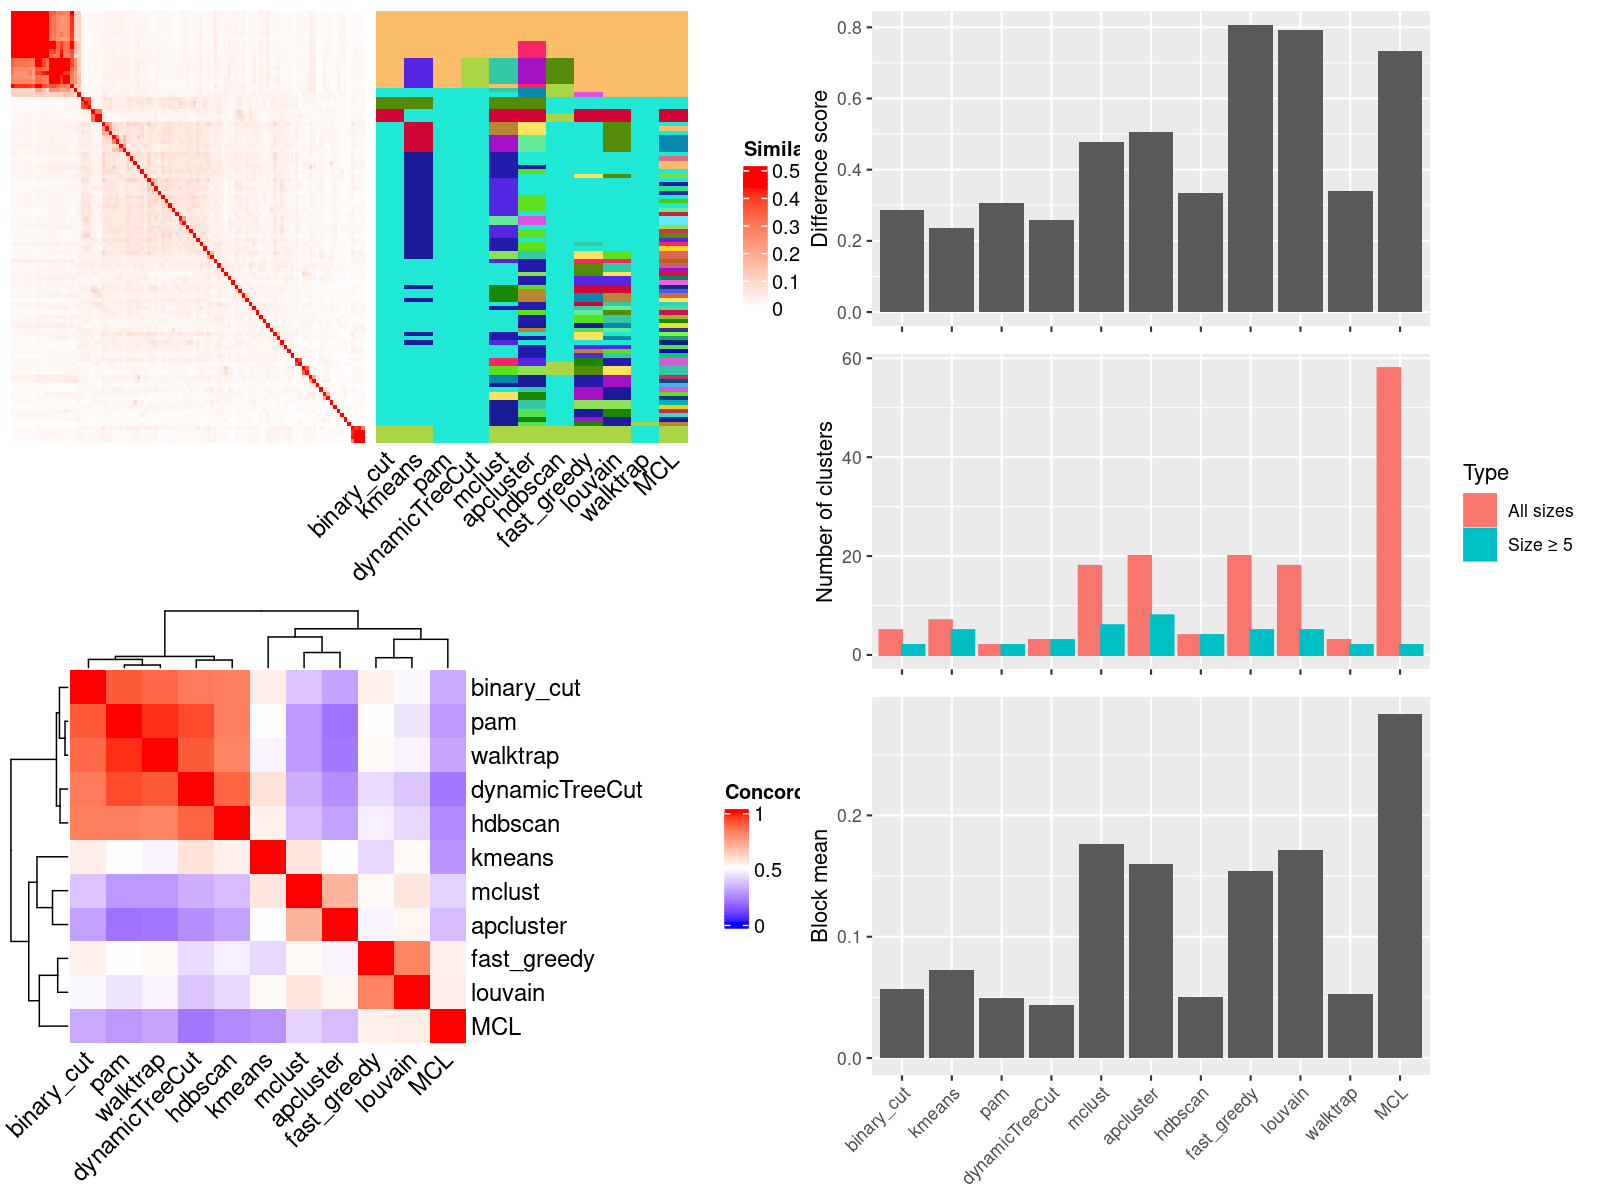 Simila
0.5
0.4
0.3
0.2
0.1
0
binary_cut
kmeans
pam
dynamicTreeCut
mclust
apcluster
hdbscan
fast_greedy
louvain
walktrap
MCL
binary_cut
pam
walktrap
dynamicTreeCut
hdbscan
kmeans
mclust
apcluster
fast_greedy
louvain
MCL
Concord
1
0.5
0
binary_cut
pam
walktrap
dynamicTreeCut
hdbscan
kmeans
mclust
apcluster
fast_greedy
louvain
MCL
Difference score
0.8
0.6
0.4
0.2
0.0
Number of clusters
60
40
20
0
Type
All sizes
Size ≥ 5
Block mean
0.2
0.1
0.0
binary_cut
kmeans
pam
dynamicTreeCut
mclust
apcluster
hdbscan
fast_greedy
louvain
walktrap
MCL